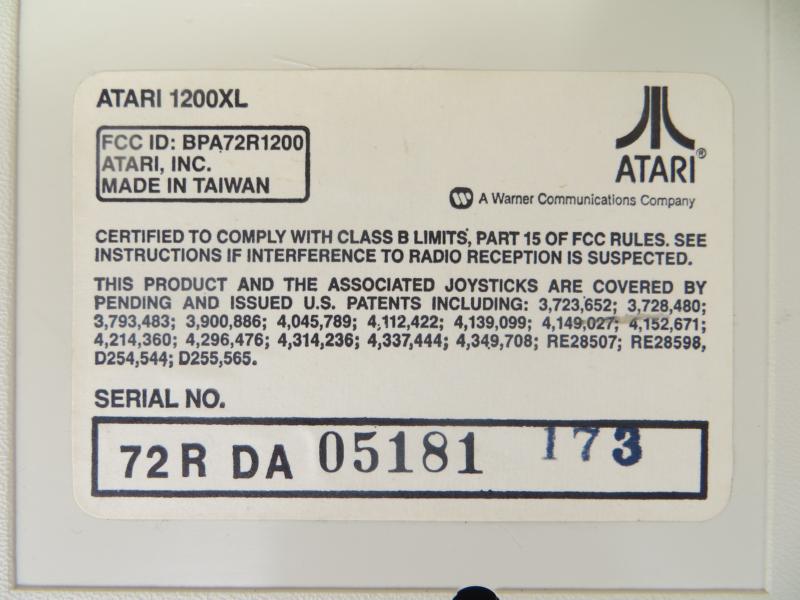 ATARI 1200XL
FCC ID: BPA72R1200
ATARI, INC.
MADE IN TAIWAN
ATARI®
A Warner Communications Company
CERTIFIED TO COMPLY WITH CLASS B LIMITS, PART 15 OF FCC RULES. SEE
INSTRUCTIONS IF INTERFERENCE TO RADIO RECEPTION IS SUSPECTED.
THIS PRODUCT AND THE ASSOCIATED JOYSTICKS ARE COVERED BY
PENDING AND ISSUED U.S. PATENTS INCLUDING: 3,723,652; 3,728,480;
3,793,483; 3,900,886; 4,045,789; 4,112,422; 4,139,099; 4,149,027; 4,152,671;
4,214,360; 4,296,476; 4,314,236; 4,337,444; 4,349,708; RE28507; RE28598,
D254,544; D255,565.
SERIAL NO.
72R DA 05181 173